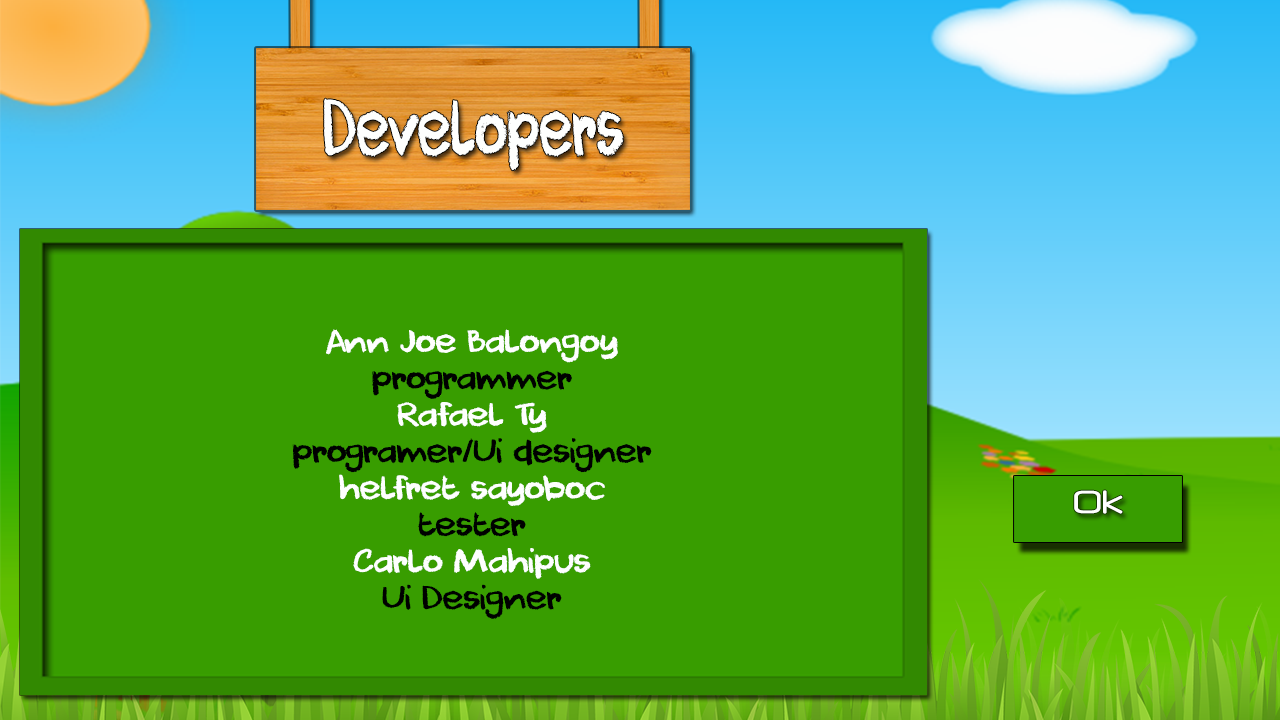 Developers
Ann Joe Balongoy
programmer
Rafael Ty
programer/Ui designer
helfret sayoboc
tester
Carlo Mahipus
Ui Designer
Ok